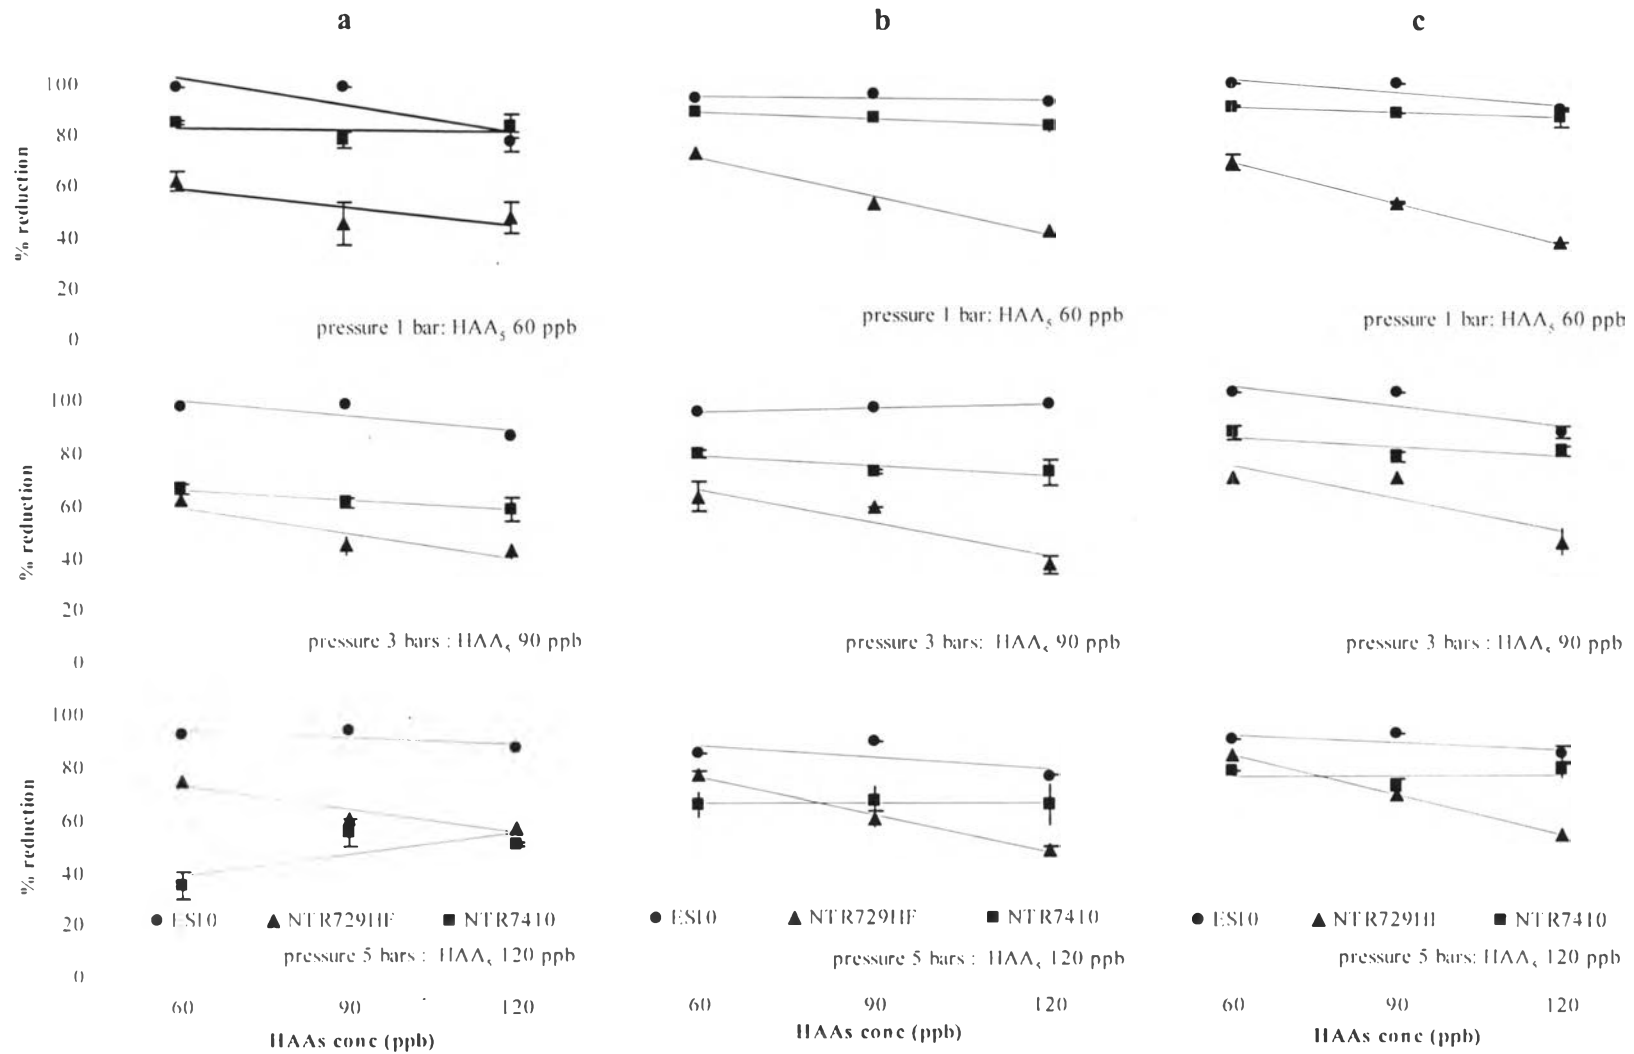 a b c
100
80
60
40
20
0
% reduction
pressure 1 bar: HAA₅ 60 ppb
pressure 1 bar: HAA₅ 60 ppb
pressure 1 bar: HAA₅ 60 ppb
100
80
60
40
20
0
% reduction
pressure 3 bars : HAA₅ 90 ppb
pressure 3 bars: HAA₅ 90 ppb
pressure 3 bars : HAA₅ 90 ppb
100
80
60
40
20
0
% reduction
ES10 NTR729HF NTR7410
ES10 NTR729HF NTR7410
ES10 NTR729HF NTR7410
pressure 5 bars : HAA₅ 120 ppb
pressure 5 bars : HAA₅ 120 ppb
pressure 5 bars: HAA₅ 120 ppb
60 90 120
60 90 120
60 90 120
HAAs conc (ppb)
HAAs conc (ppb)
HAAs conc (ppb)